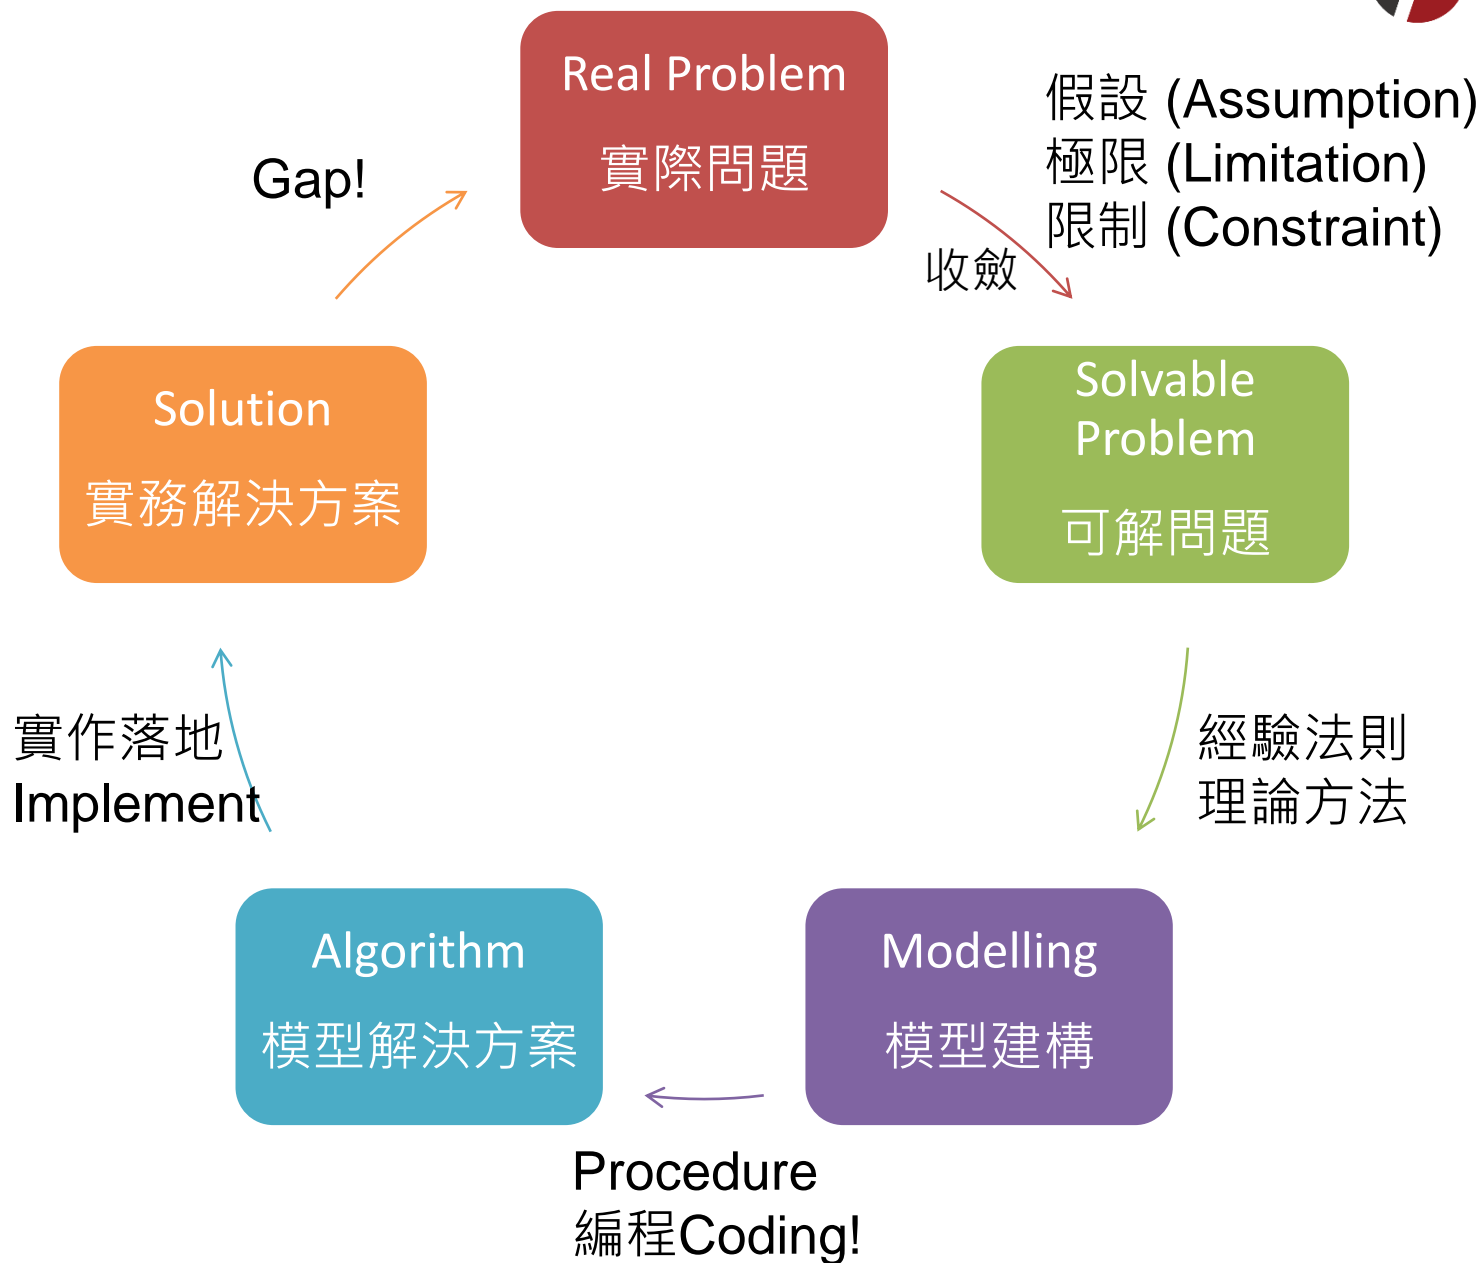 Real Problem
實際問題
假設 (Assumption)
極限 (Limitation)
限制 (Constraint)
收斂
Solvable
Problem
可解問題
經驗法則
理論方法
Modelling
模型建構
Procedure
編程Coding!
Algorithm
模型解決方案
實作落地
Implement
Solution
實務解決方案
Gap!